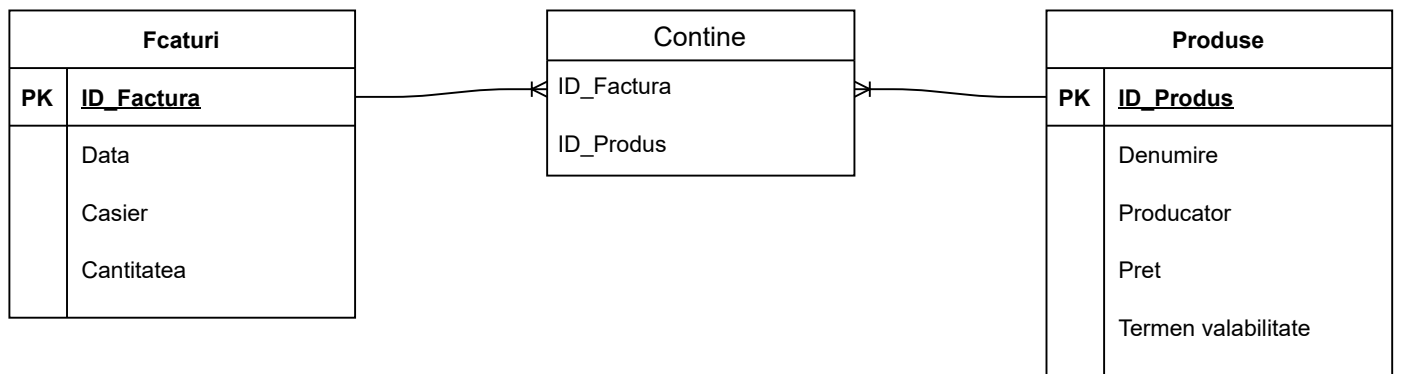 Fcaturi
PK ID_Factura
Data
Casier
Cantitatea
Contine
ID_Factura
ID_Produs
Produse
PK ID_Produs
Denumire
Producator
Pret
Termen valabilitate